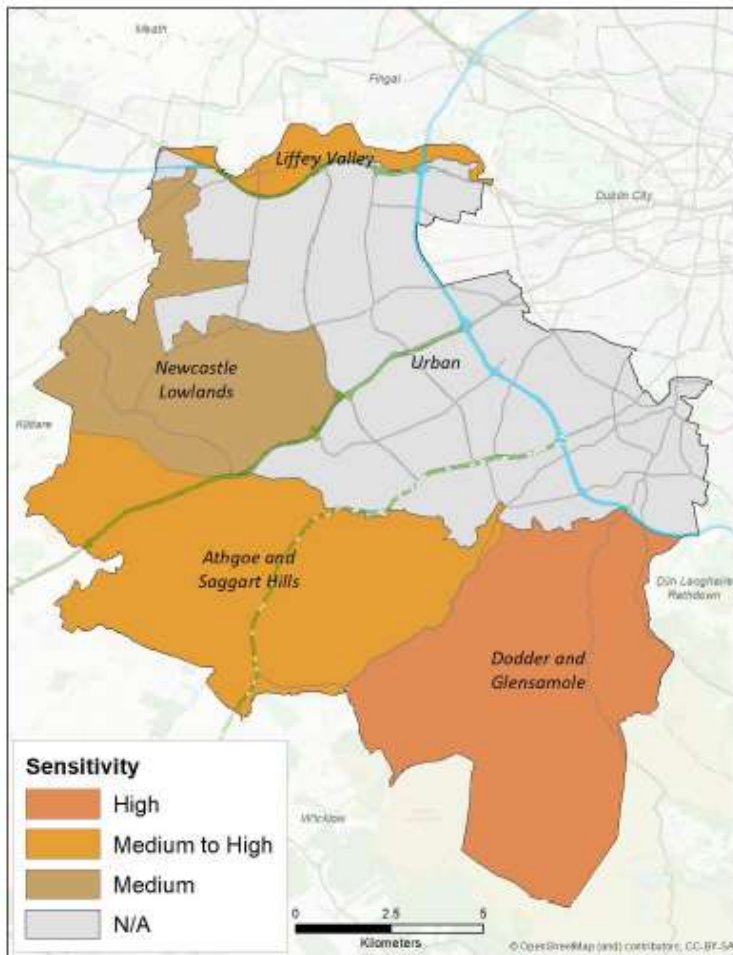 Meath
Fingal
Liffey Valley
Dublin City
Newcastle
Lowlands
Urban
Kildare
Athgoe and
Saggart Hills
Dún Laoghaire
Rathdown
Dodder and
Glensamole
Sensitivity
High
Medium to High
Medium
N/A
Wicklow
0 2.5 5
Kilometers
© OpenStreetMap (and) contributors, CC-BY-SA